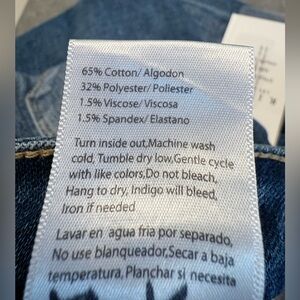 65% Cotton/ Algodon
32% Polyester/ Poliester
1.5% Viscose/ Viscosa
1.5% Spandex/ Elastano
Turn inside out,Machine wash
cold, Tumble dry low,Gentle cycle
with like colors,Do not bleach,
Hang to dry, Indigo will bleed,
Iron if needed
Lavar en agua fria por separado,
No use blanqueador,Secar a baja
temperatura, Planchar si necesita